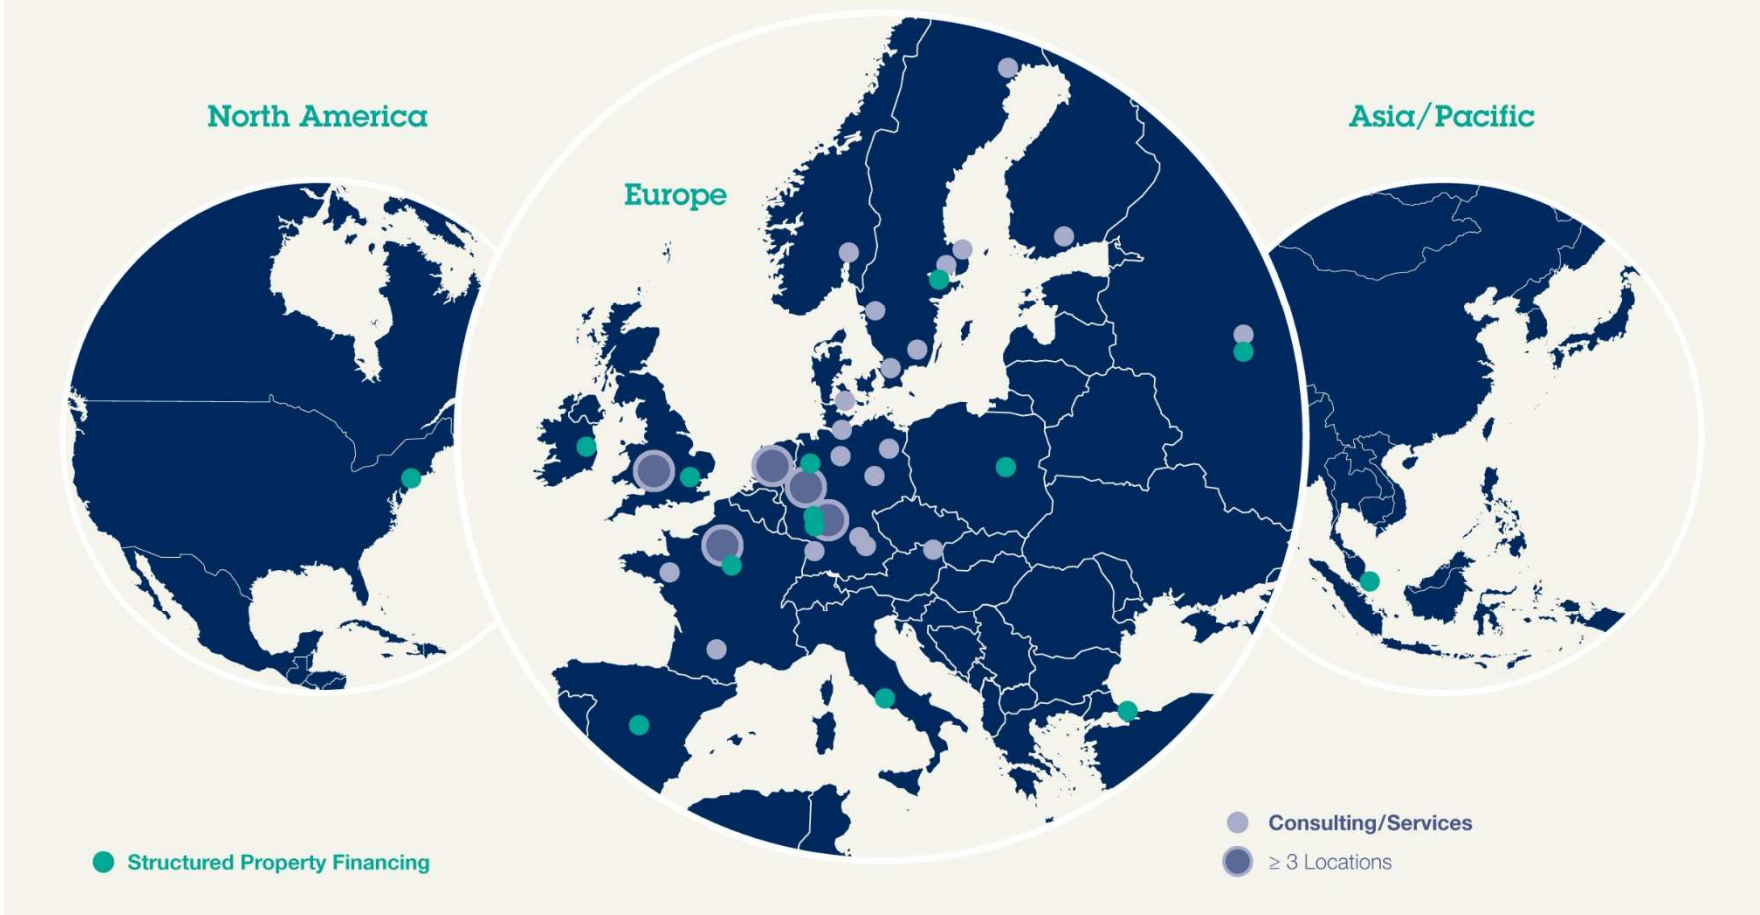 North America
Asia/Pacific
Europe
Consulting/Services
≥ 3 Locations
Structured Property Financing